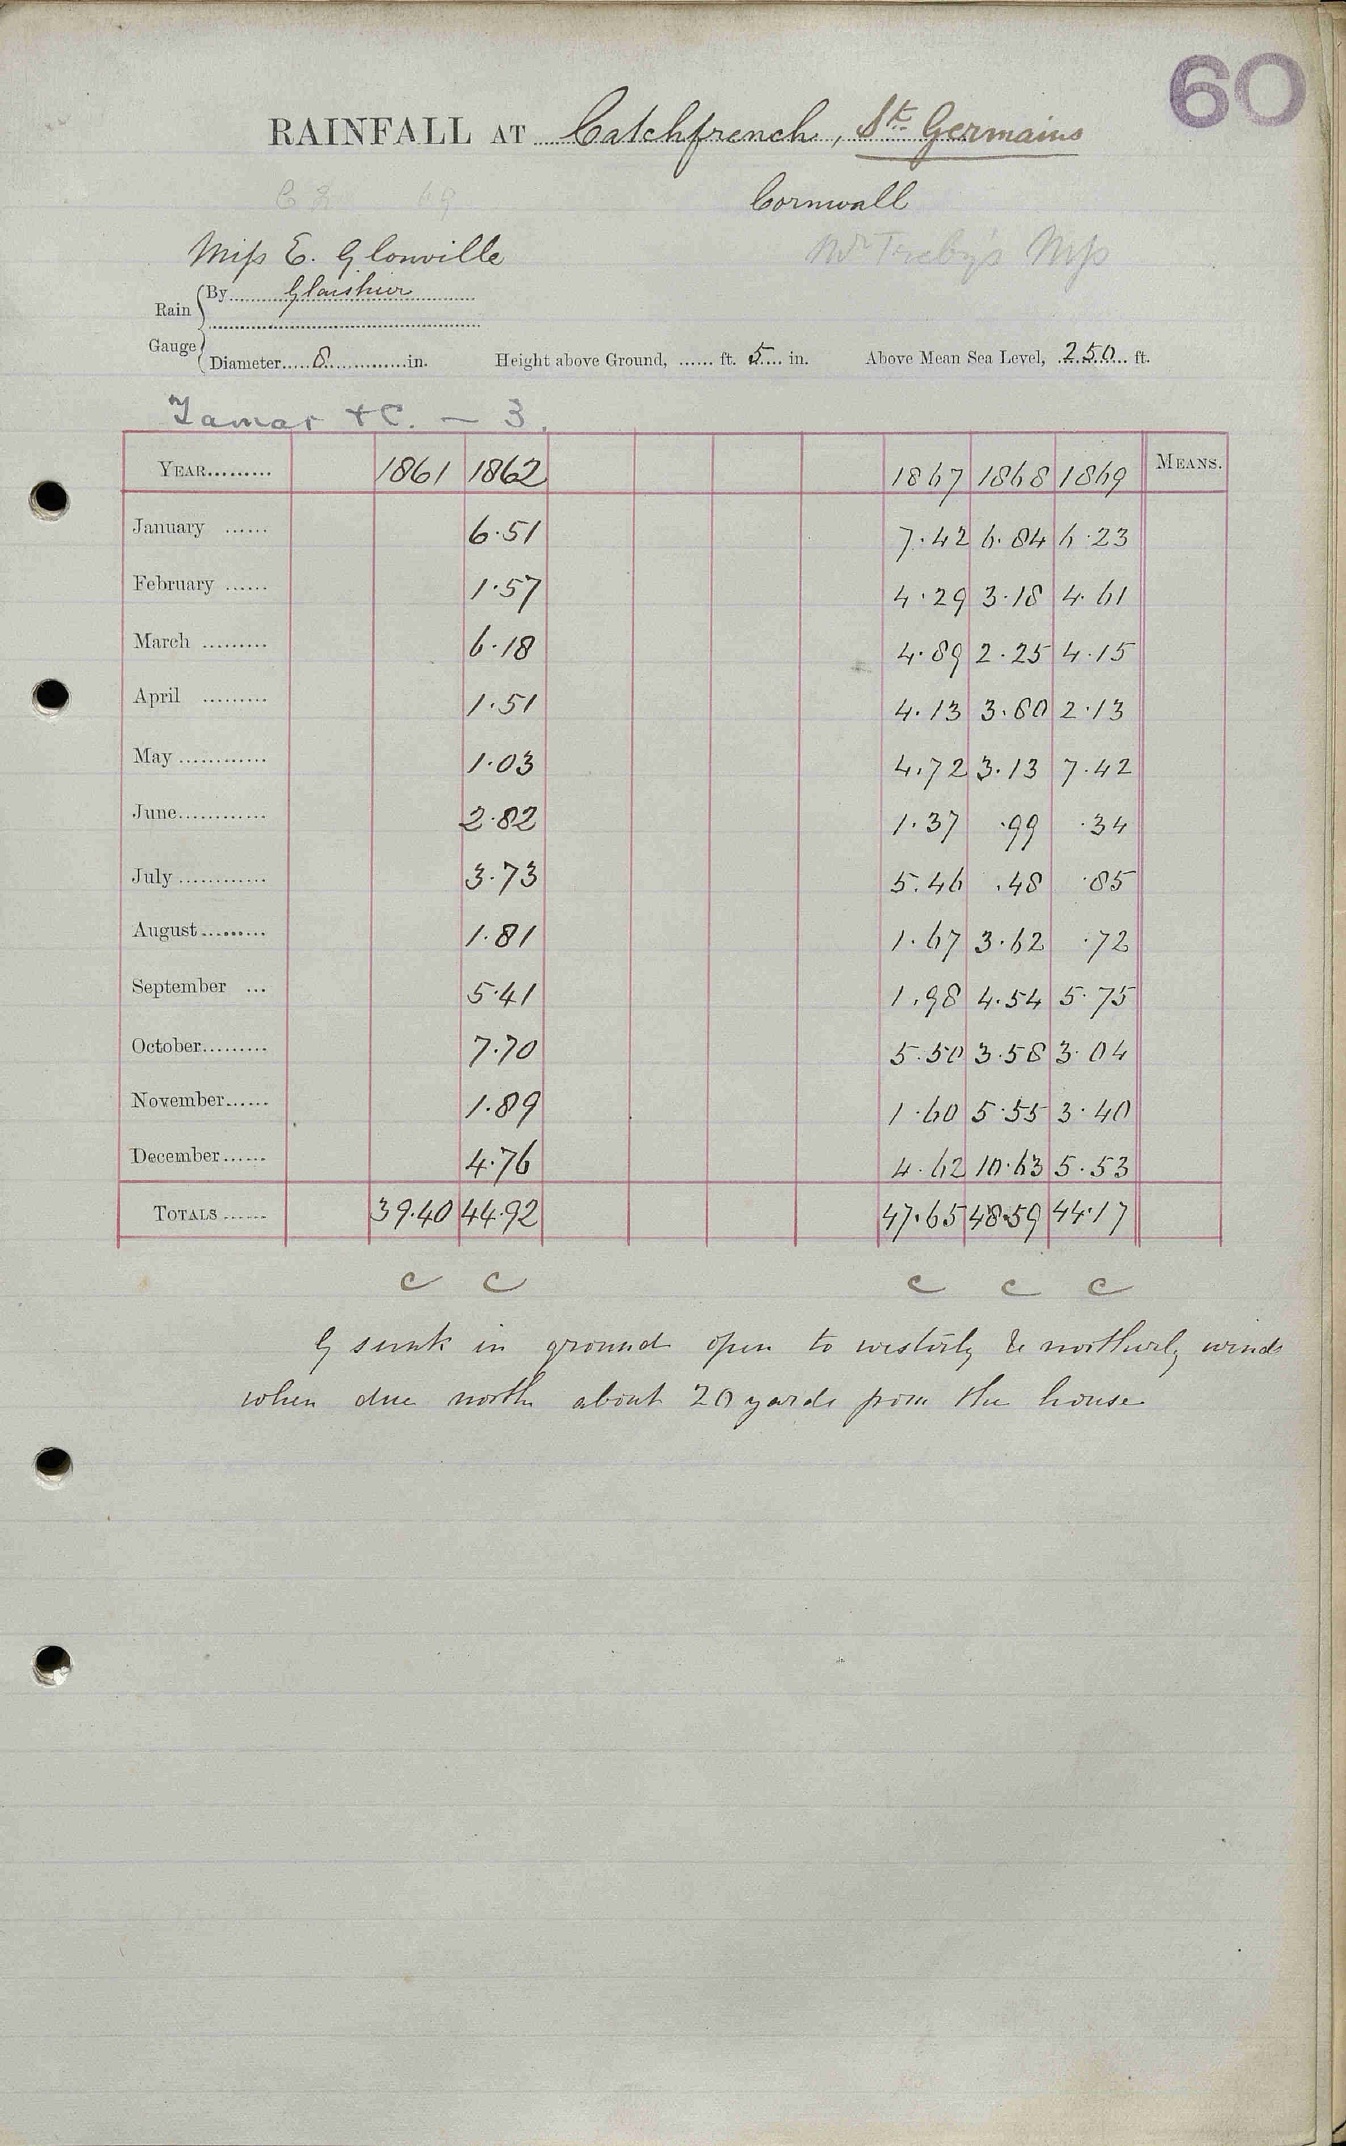 60
RAINFALL AT Catchfrench, St. Germains
Cornwall
Miss E. Glanville
Mr Treby's Mss
Rain Gauge
By Glaishier
Diameter 8 in. Height above Ground, ...... ft. 5 in. Above Mean Sea Level, 250 ft.
Tamar &C. — 3.
YEAR......... 1861 1862 1867 1868 1869 MEANS.
January ...... 6.51 7.42 6.84 6.23
February ...... 1.57 4.29 3.18 4.61
March ......... 6.18 4.89 2.25 4.15
April ......... 1.51 4.13 3.80 2.13
May ............ 1.03 4.72 3.13 7.42
June............ 2.82 1.37 .99 .34
July ............ 3.73 5.46 .48 .85
August ......... 1.81 1.67 3.62 .72
September ... 5.41 1.98 4.54 5.75
October......... 7.70 5.50 3.58 3.04
November...... 1.89 1.60 5.55 3.40
December...... 4.76 4.62 10.63 5.53
TOTALS ...... 39.40 44.92 47.65 48.59 44.17
c c c c c
G sunk in ground open to westerly & northerly winds
when due north about 20 yards from the house